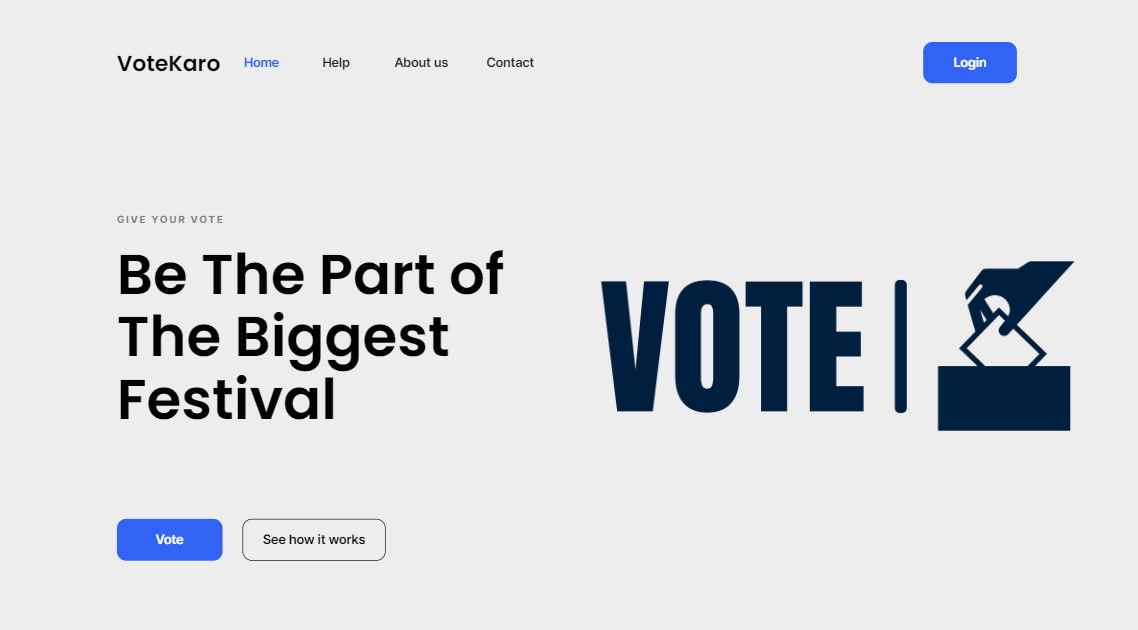 VoteKaro
Home Help About us Contact
Login
GIVE YOUR VOTE
Be The Part of
The Biggest
Festival
VOTE
Vote
See how it works